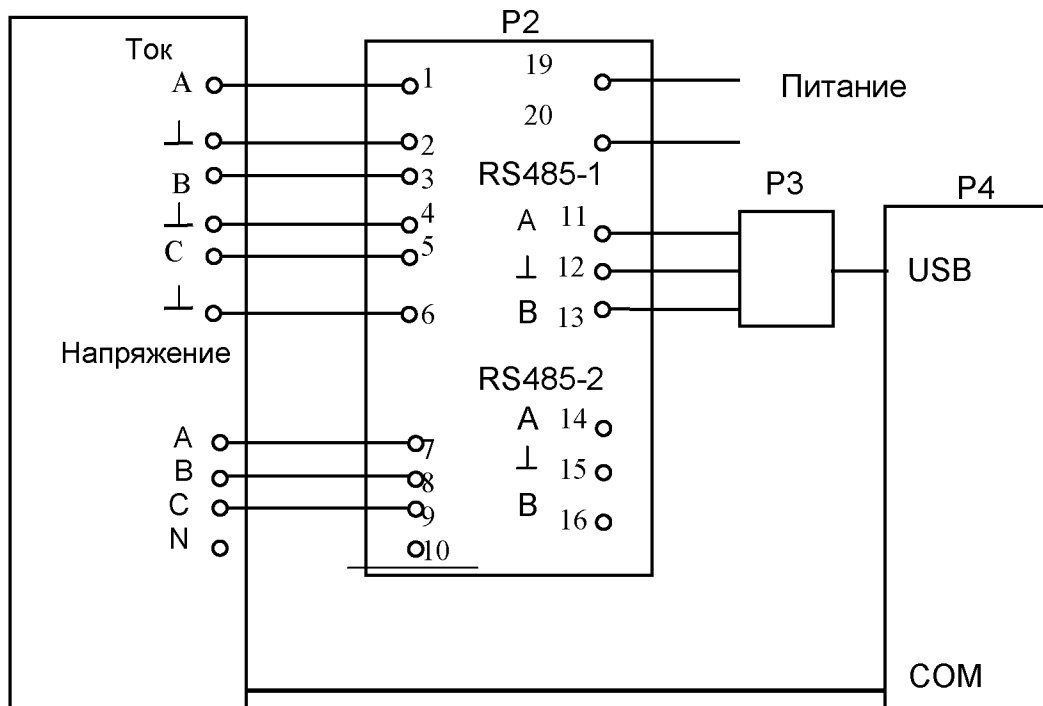 Ток
A
⊥
B
⊥
C
⊥
Напряжение
A
B
C
N
P2
1
2
3
4
5
6
7
8
9
10
19
20
RS485-1
A 11
⊥ 12
B 13
RS485-2
A 14
⊥ 15
B 16
Питание
P3
P4
USB
COM